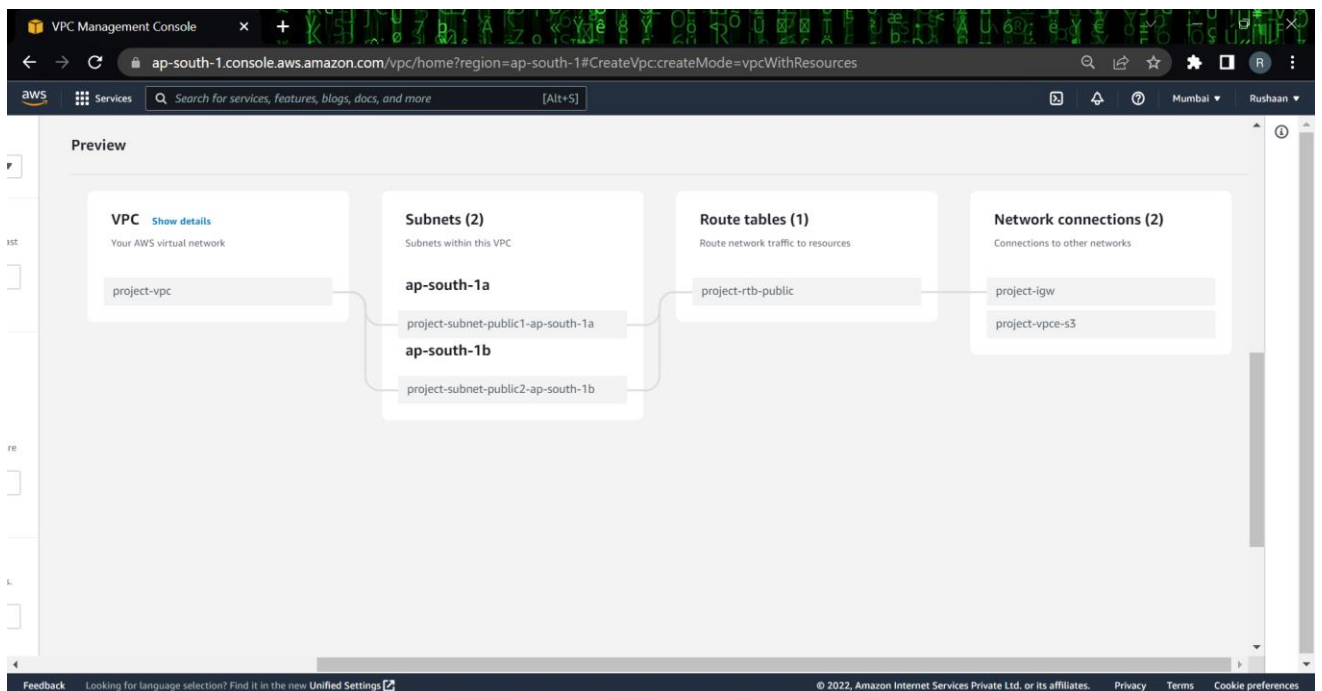 VPC Management Console
ap-south-1.console.aws.amazon.com/vpc/home?region=ap-south-1#CreateVpc:createMode=vpcWithResources
R
aws Services Search for services, features, blogs, docs, and more [Alt+S] Mumbai Rushaan
Preview
VPC Show details
Your AWS virtual network
project-vpc
Subnets (2)
Subnets within this VPC
ap-south-1a
project-subnet-public1-ap-south-1a
ap-south-1b
project-subnet-public2-ap-south-1b
Route tables (1)
Route network traffic to resources
project-rtb-public
Network connections (2)
Connections to other networks
project-igw
project-vpce-s3
Feedback Looking for language selection? Find it in the new Unified Settings © 2022, Amazon Internet Services Private Ltd. or its affiliates. Privacy Terms Cookie preferences